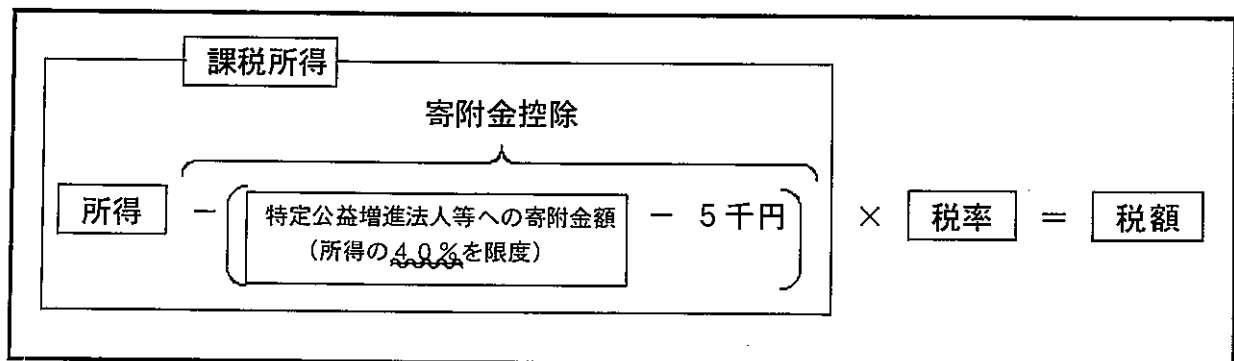 課税所得
寄附金控除
所得 － ( 特定公益増進法人等への寄附金額 － ５千円 ) × 税率 ＝ 税額
（所得の４０％を限度）